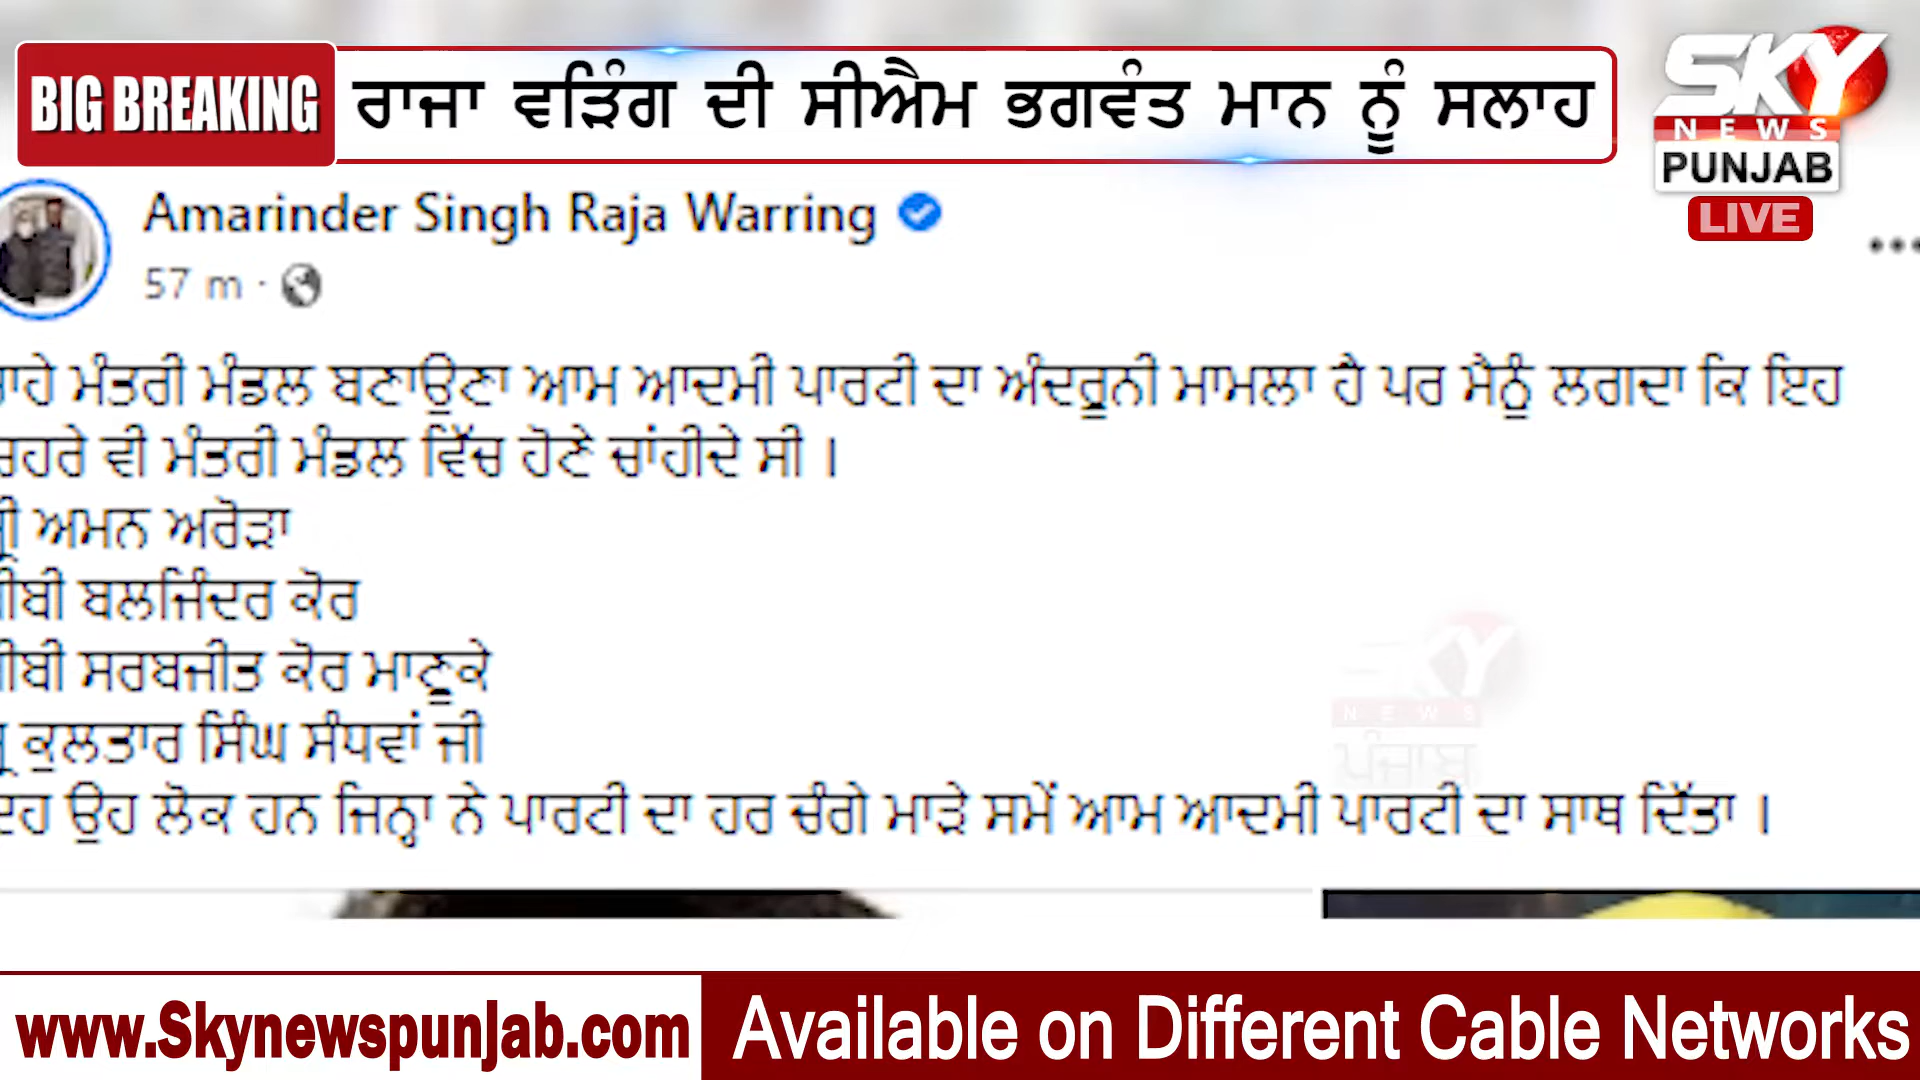 BIG BREAKING
ਰਾਜਾ ਵੜਿੰਗ ਦੀ ਸੀਐਮ ਭਗਵੰਤ ਮਾਨ ਨੂੰ ਸਲਾਹ
SKY
NEWS
PUNJAB
LIVE
Amarinder Singh Raja Warring
57 m ·
ਮੰਤਰੀ ਮੰਡਲ ਬਣਾਉਣਾ ਆਮ ਆਦਮੀ ਪਾਰਟੀ ਦਾ ਅੰਦਰੂਨੀ ਮਾਮਲਾ ਹੈ ਪਰ ਮੈਨੂੰ ਲਗਦਾ ਕਿ ਇਹ
ਵੀ ਮੰਤਰੀ ਮੰਡਲ ਵਿੱਚ ਹੋਣੇ ਚਾਂਹੀਦੇ ਸੀ ।
ਅਮਨ ਅਰੋੜਾ
ਬਲਜਿੰਦਰ ਕੋਰ
ਸਰਬਜੀਤ ਕੋਰ ਮਾਣੂਕੇ
ਕੁਲਤਾਰ ਸਿੰਘ ਸੰਧਵਾਂ ਜੀ
ਉਹ ਲੋਕ ਹਨ ਜਿਨ੍ਹਾ ਨੇ ਪਾਰਟੀ ਦਾ ਹਰ ਚੰਗੇ ਮਾੜੇ ਸਮੇਂ ਆਮ ਆਦਮੀ ਪਾਰਟੀ ਦਾ ਸਾਥ ਦਿੱਤਾ ।
SKY
NEWS
ਪੰਜਾਬ
www.Skynewspunjab.com
Available on Different Cable Networks